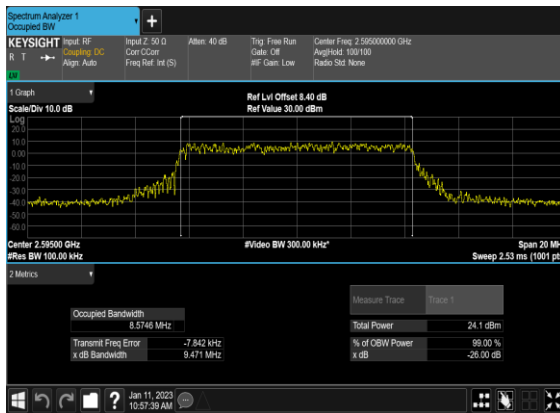 Spectrum Analyzer 1
Occupied BW
KEYSIGHT Input: RF Input Z: 50 Ω Atten: 40 dB Trig: Free Run Center Freq: 2.595000000 GHz
Coupling: DC Corr CCorr Gate: Off Avg|Hold: 100/100
R T Align: Auto Freq Ref: Int (S) #IF Gain: Low Radio Std: None
1 Graph
Ref Lvl Offset 8.40 dB
Scale/Div 10.0 dB Ref Value 30.00 dBm
Log
20.0
10.0
0.00
-10.0
-20.0
-30.0
-40.0
-50.0
-60.0
Center 2.59500 GHz #Video BW 300.00 kHz* Span 20 MH
#Res BW 100.00 kHz Sweep 2.53 ms (1001 pt
2 Metrics
Measure Trace Trace 1
Occupied Bandwidth
8.5746 MHz Total Power 24.1 dBm
Transmit Freq Error -7.842 kHz % of OBW Power 99.00 %
x dB Bandwidth 9.471 MHz x dB -26.00 dB
? Jan 11, 2023
10:57:39 AM